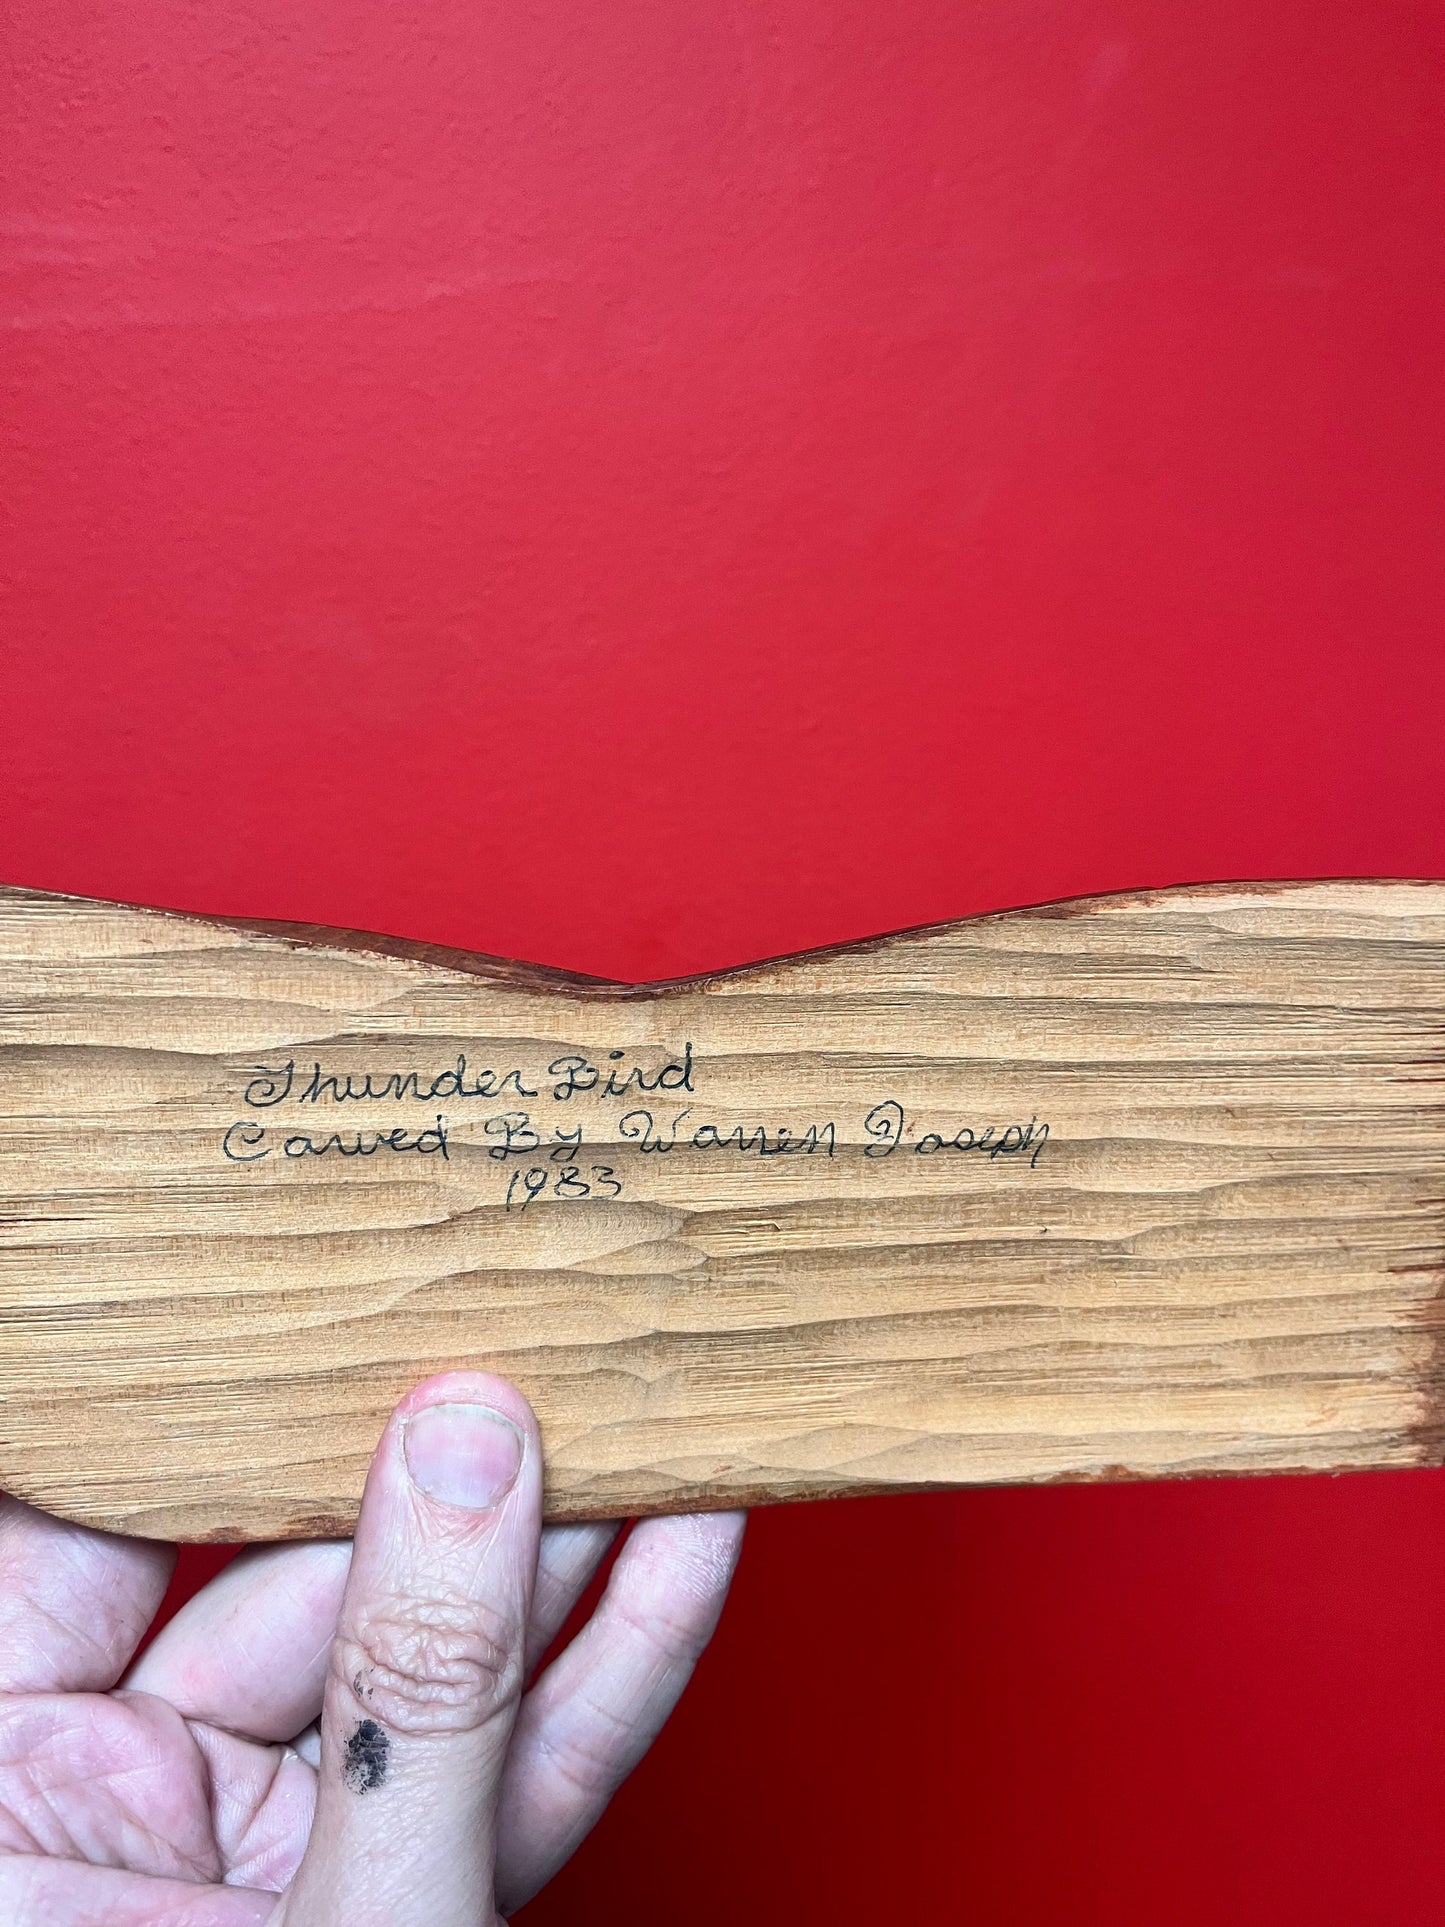 Thunder Bird
Carved By Warren Joseph
1983